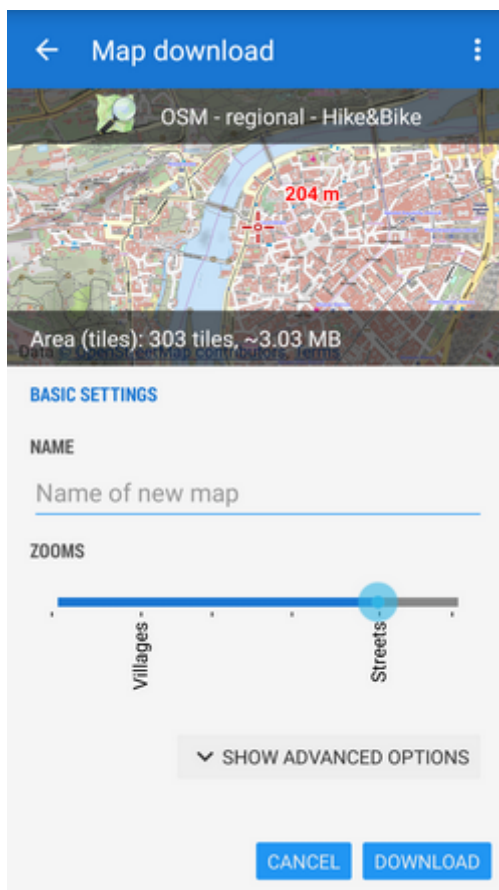 Map download
OSM - regional - Hike&Bike
204 m
Area (tiles): 303 tiles, ~3.03 MB
Data © OpenStreetMap contributors, Terms
BASIC SETTINGS
NAME
Name of new map
ZOOMS
Villages
Streets
SHOW ADVANCED OPTIONS
CANCEL DOWNLOAD